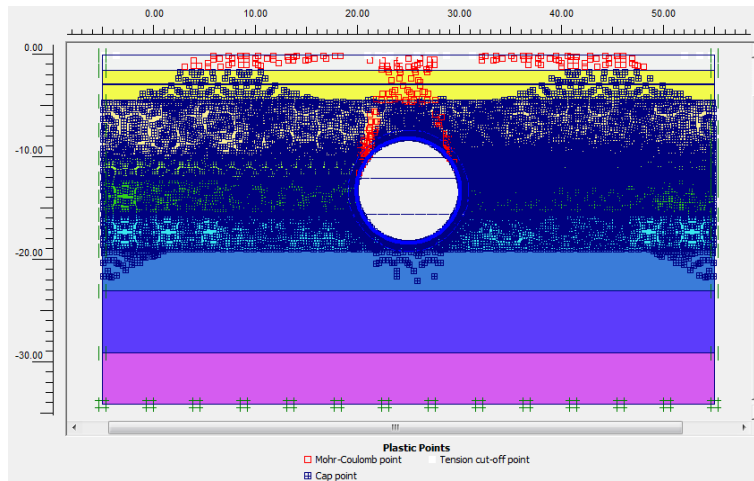 0.00 10.00 20.00 30.00 40.00 50.00
0.00
-10.00
-20.00
-30.00
Plastic Points
Mohr-Coulomb point Tension cut-off point
Cap point